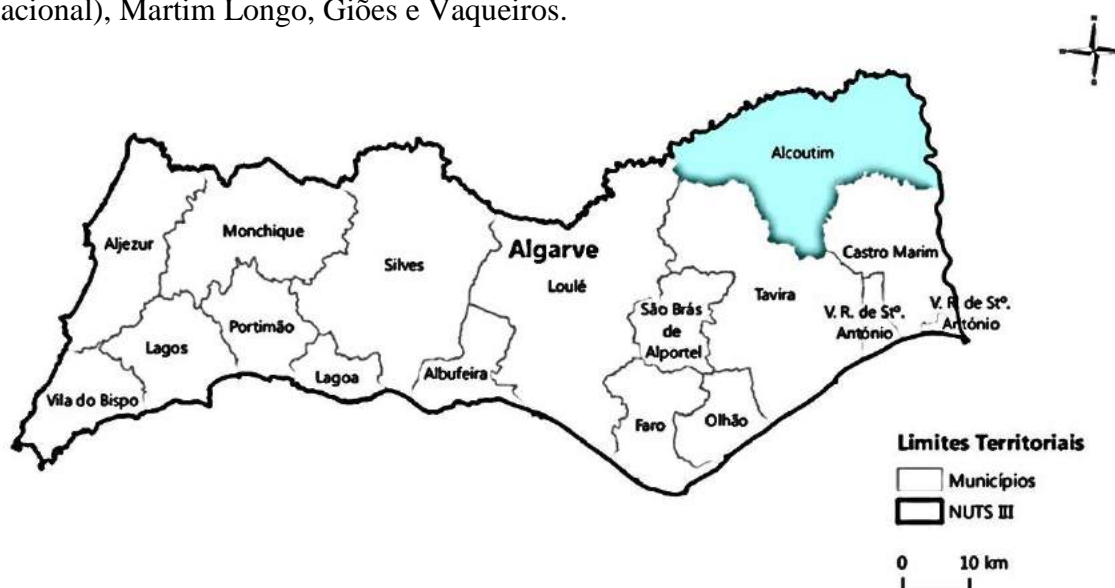 acional), Martim Longo, Giões e Vaqueiros.
Alcoutim
Aljezur
Monchique
Silves
Algarve
Loulé
Castro Marim
Tavira
São Brás
de
Alportel
V. R. de Stº.
António
V. R. de Stº.
António
Portimão
Lagos
Lagoa
Albufeira
Vila do Bispo
Faro
Olhão
Limites Territoriais
Municípios
NUTS III
0 10 km